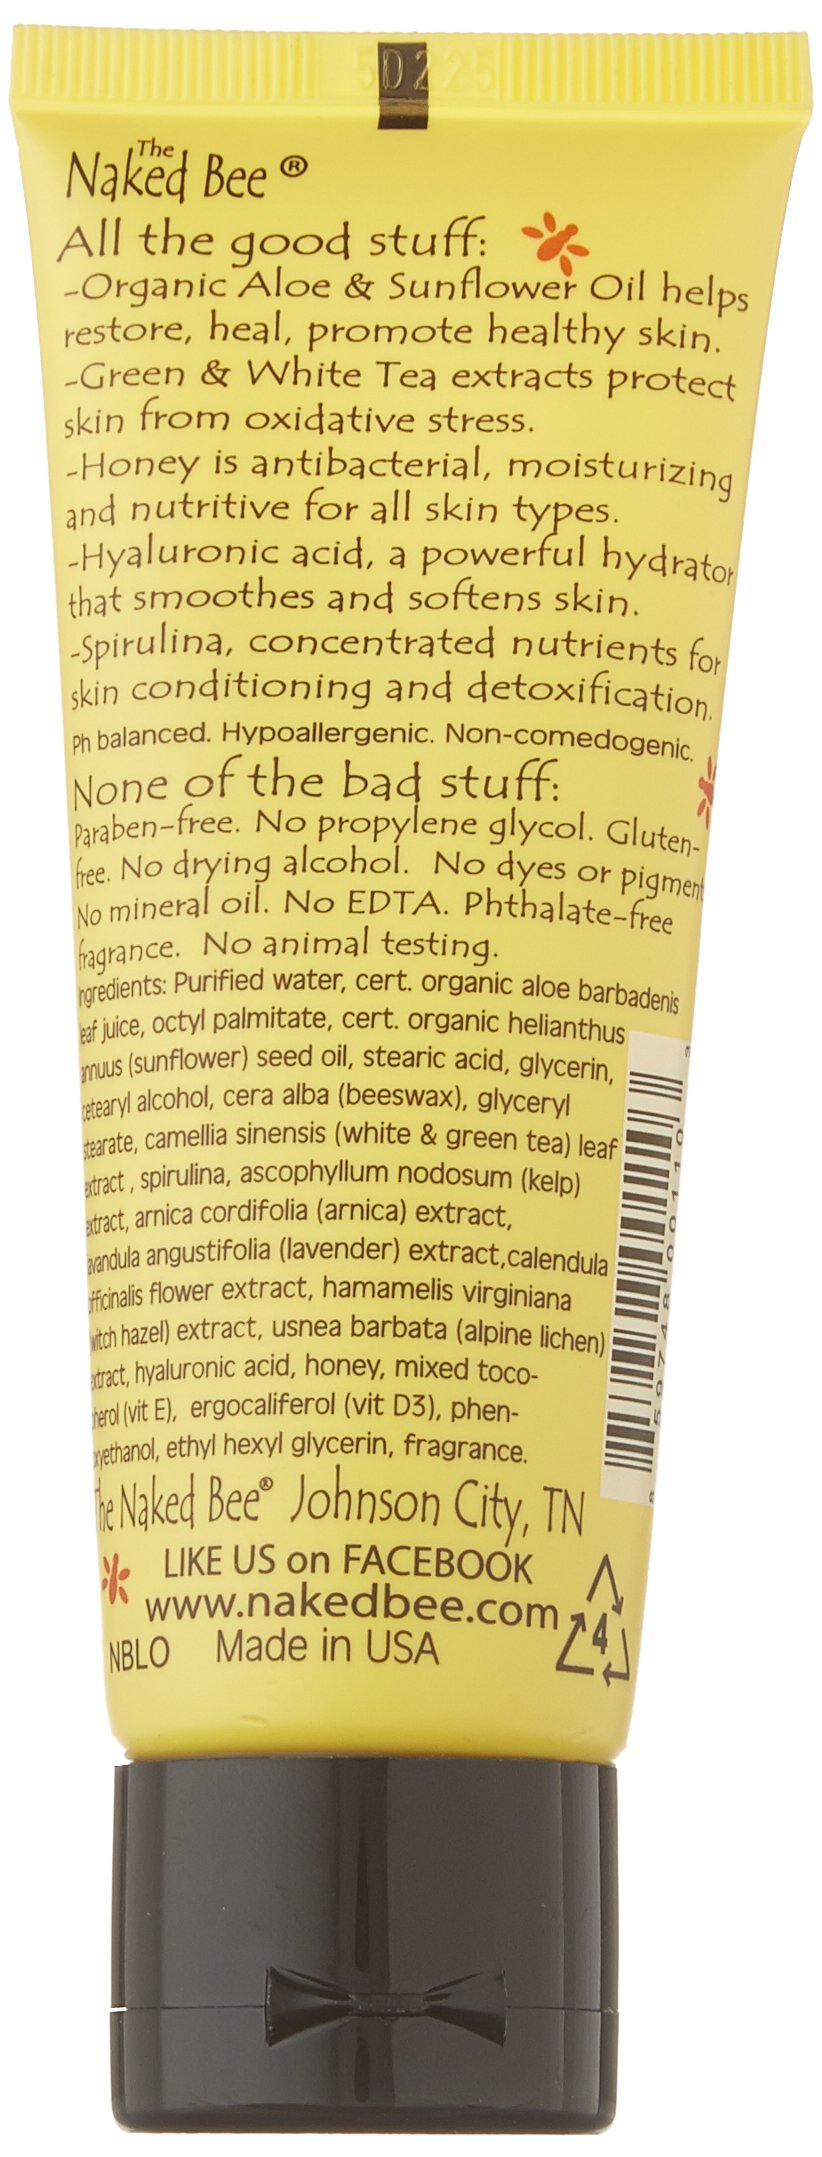 50225
The
Naked Bee ®
All the good stuff:
-Organic Aloe & Sunflower Oil helps
restore, heal, promote healthy skin.
-Green & White Tea extracts protect
skin from oxidative stress.
-Honey is antibacterial, moisturizing
and nutritive for all skin types.
-Hyaluronic acid, a powerful hydrator
that smoothes and softens skin.
-Spirulina, concentrated nutrients for
skin conditioning and detoxification.
Ph balanced. Hypoallergenic. Non-comedogenic.
None of the bad stuff:
Paraben-free. No propylene glycol. Gluten-
free. No drying alcohol. No dyes or pigment
No mineral oil. No EDTA. Phthalate-free
fragrance. No animal testing.
Ingredients: Purified water, cert. organic aloe barbadenis
leaf juice, octyl palmitate, cert. organic helianthus
annuus (sunflower) seed oil, stearic acid, glycerin,
cetearyl alcohol, cera alba (beeswax), glyceryl
stearate, camellia sinensis (white & green tea) leaf
extract , spirulina, ascophyllum nodosum (kelp)
extract, arnica cordifolia (arnica) extract,
lavandula angustifolia (lavender) extract,calendula
officinalis flower extract, hamamelis virginiana
witch hazel) extract, usnea barbata (alpine lichen)
extract, hyaluronic acid, honey, mixed toco-
pherol (vit E), ergocaliferol (vit D3), phen-
oxyethanol, ethyl hexyl glycerin, fragrance.
The Naked Bee® Johnson City, TN
LIKE US on FACEBOOK
www.nakedbee.com
4
NBLO Made in USA